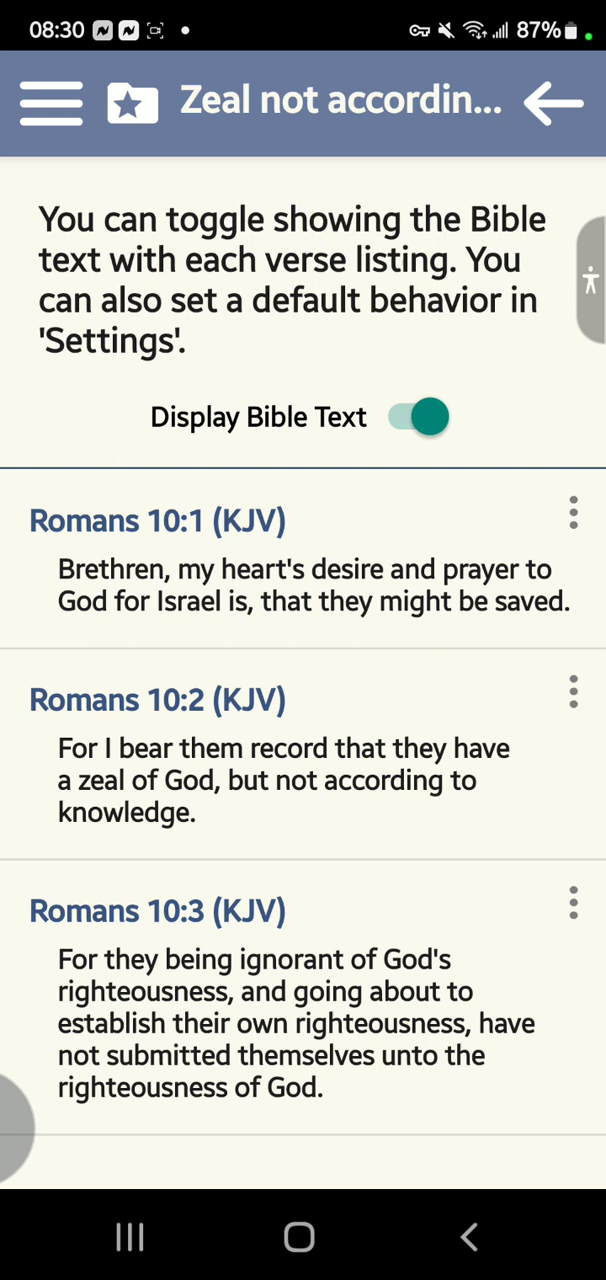 08:30
87%
Zeal not accordin...
You can toggle showing the Bible
text with each verse listing. You
can also set a default behavior in
'Settings'.
Display Bible Text
Romans 10:1 (KJV)
Brethren, my heart's desire and prayer to
God for Israel is, that they might be saved.
Romans 10:2 (KJV)
For I bear them record that they have
a zeal of God, but not according to
knowledge.
Romans 10:3 (KJV)
For they being ignorant of God's
righteousness, and going about to
establish their own righteousness, have
not submitted themselves unto the
righteousness of God.